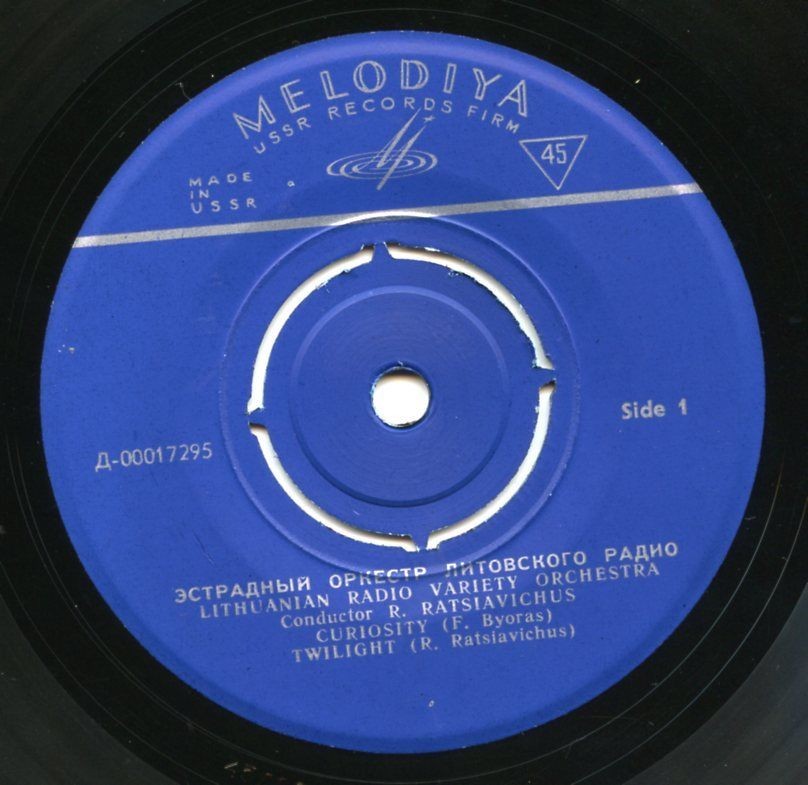 MELODIYA
USSR RECORDS FIRM
45
MADE
IN
USSR
Side 1
Д-00017295
ЭСТРАДНЫЙ ОРКЕСТР ЛИТОВСКОГО РАДИО
LITHUANIAN RADIO VARIETY ORCHESTRA
Conductor R. RATSIAVICHUS
CURIOSITY (F. Byoras)
TWILIGHT (R. Ratsiavichus)